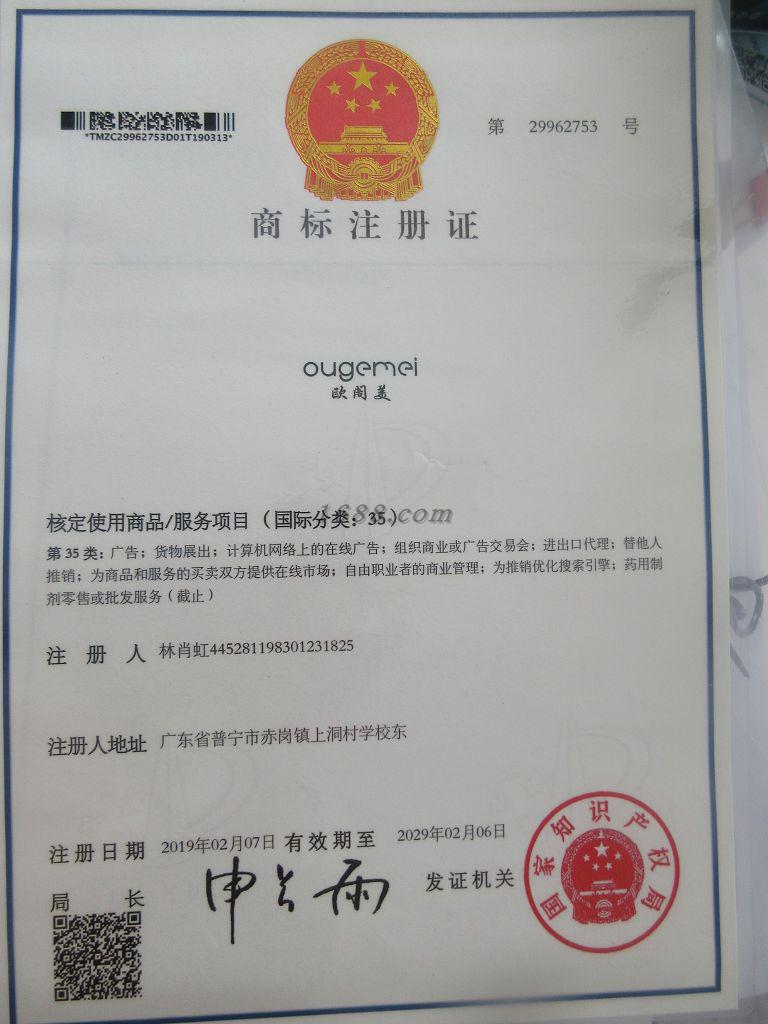 *TMZC29962753D01T190313*
第 29962753 号
商标注册证
ougemei
欧阁美
1688.com
核定使用商品/服务项目（国际分类：35）
第 35 类：广告；货物展出；计算机网络上的在线广告；组织商业或广告交易会；进出口代理；替他人
推销；为商品和服务的买卖双方提供在线市场；自由职业者的商业管理；为推销优化搜索引擎；药用制
剂零售或批发服务（截止）
注 册 人 林肖虹445281198301231825
注册人地址 广东省普宁市赤岗镇上洞村学校东
注册日期 2019年02月07日 有效期至 2029年02月06日
局 长 申长雨 发证机关
国家知识产权局